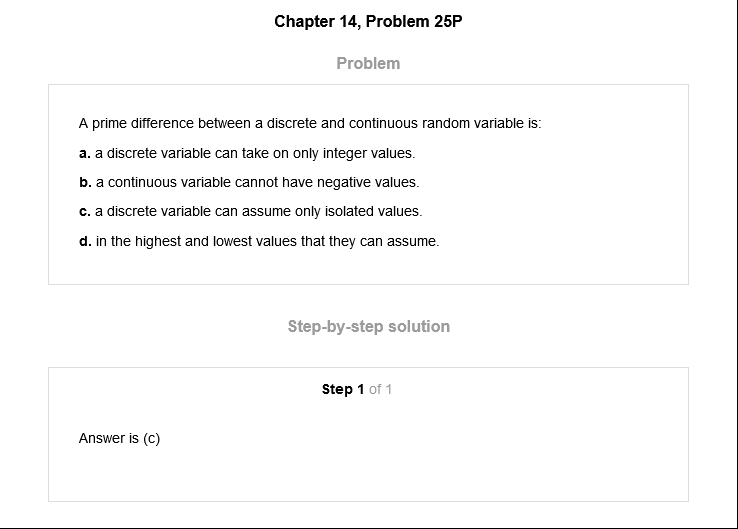 Chapter 14, Problem 25P
Problem
A prime difference between a discrete and continuous random variable is:
a. a discrete variable can take on only integer values.
b. a continuous variable cannot have negative values.
c. a discrete variable can assume only isolated values.
d. in the highest and lowest values that they can assume.
Step-by-step solution
Step 1 of 1
Answer is (c)